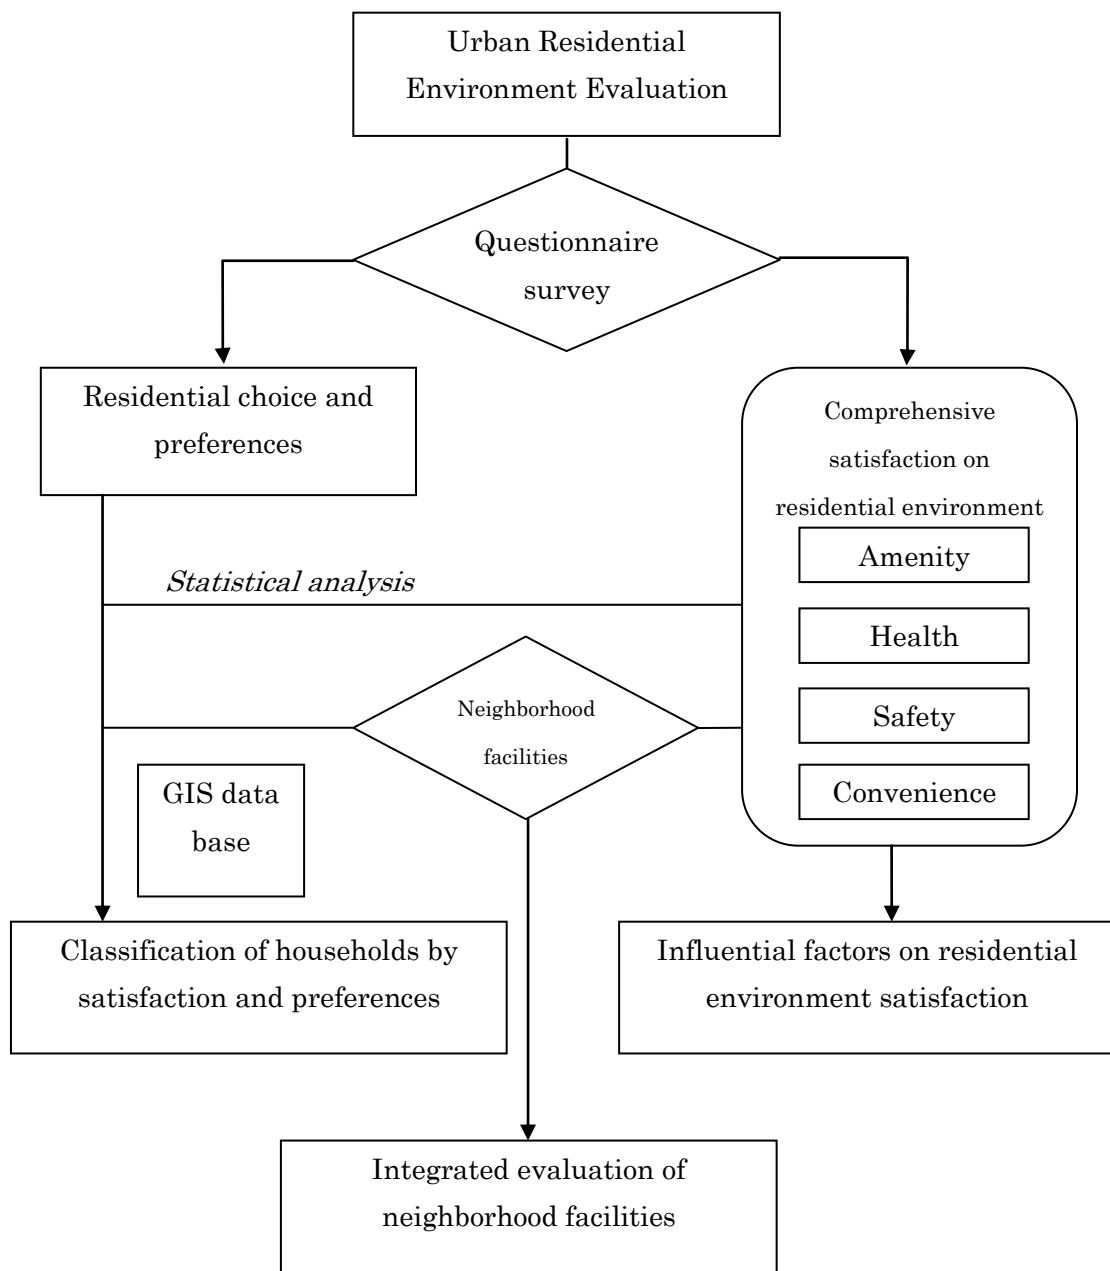 Urban Residential
Environment Evaluation
Questionnaire
survey
Residential choice and
preferences
Comprehensive
satisfaction on
residential environment
Amenity
Health
Safety
Convenience
Statistical analysis
Neighborhood
facilities
GIS data
base
Classification of households by
satisfaction and preferences
Influential factors on residential
environment satisfaction
Integrated evaluation of
neighborhood facilities